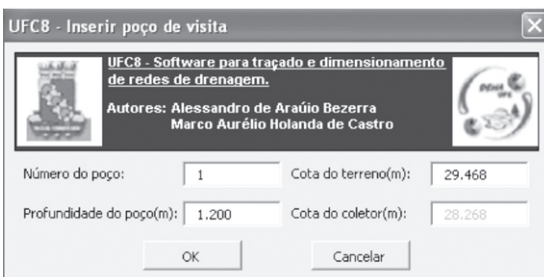 UFC8 - Inserir poço de visita
UFC8 - Software para traçado e dimensionamento
de redes de drenagem.
Autores: Alessandro de Araúio Bezerra
Marco Aurélio Holanda de Castro
Número do poço: 1 Cota do terreno(m): 29.468
Profundidade do poço(m): 1.200 Cota do coletor(m): 28.268
OK Cancelar